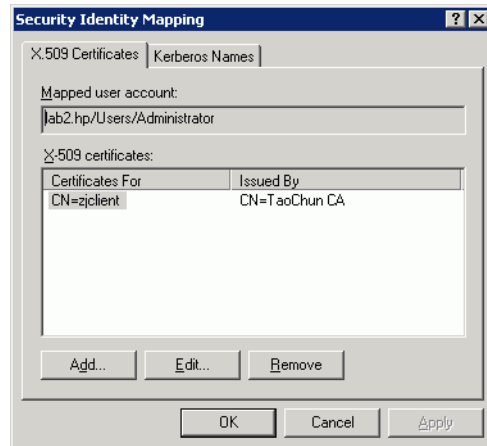 Security Identity Mapping
X.509 Certificates Kerberos Names
Mapped user account:
lab2.hp/Users/Administrator
X-509 certificates:
Certificates For Issued By
CN=zjclient CN=TaoChun CA
Add... Edit... Remove
OK Cancel Apply